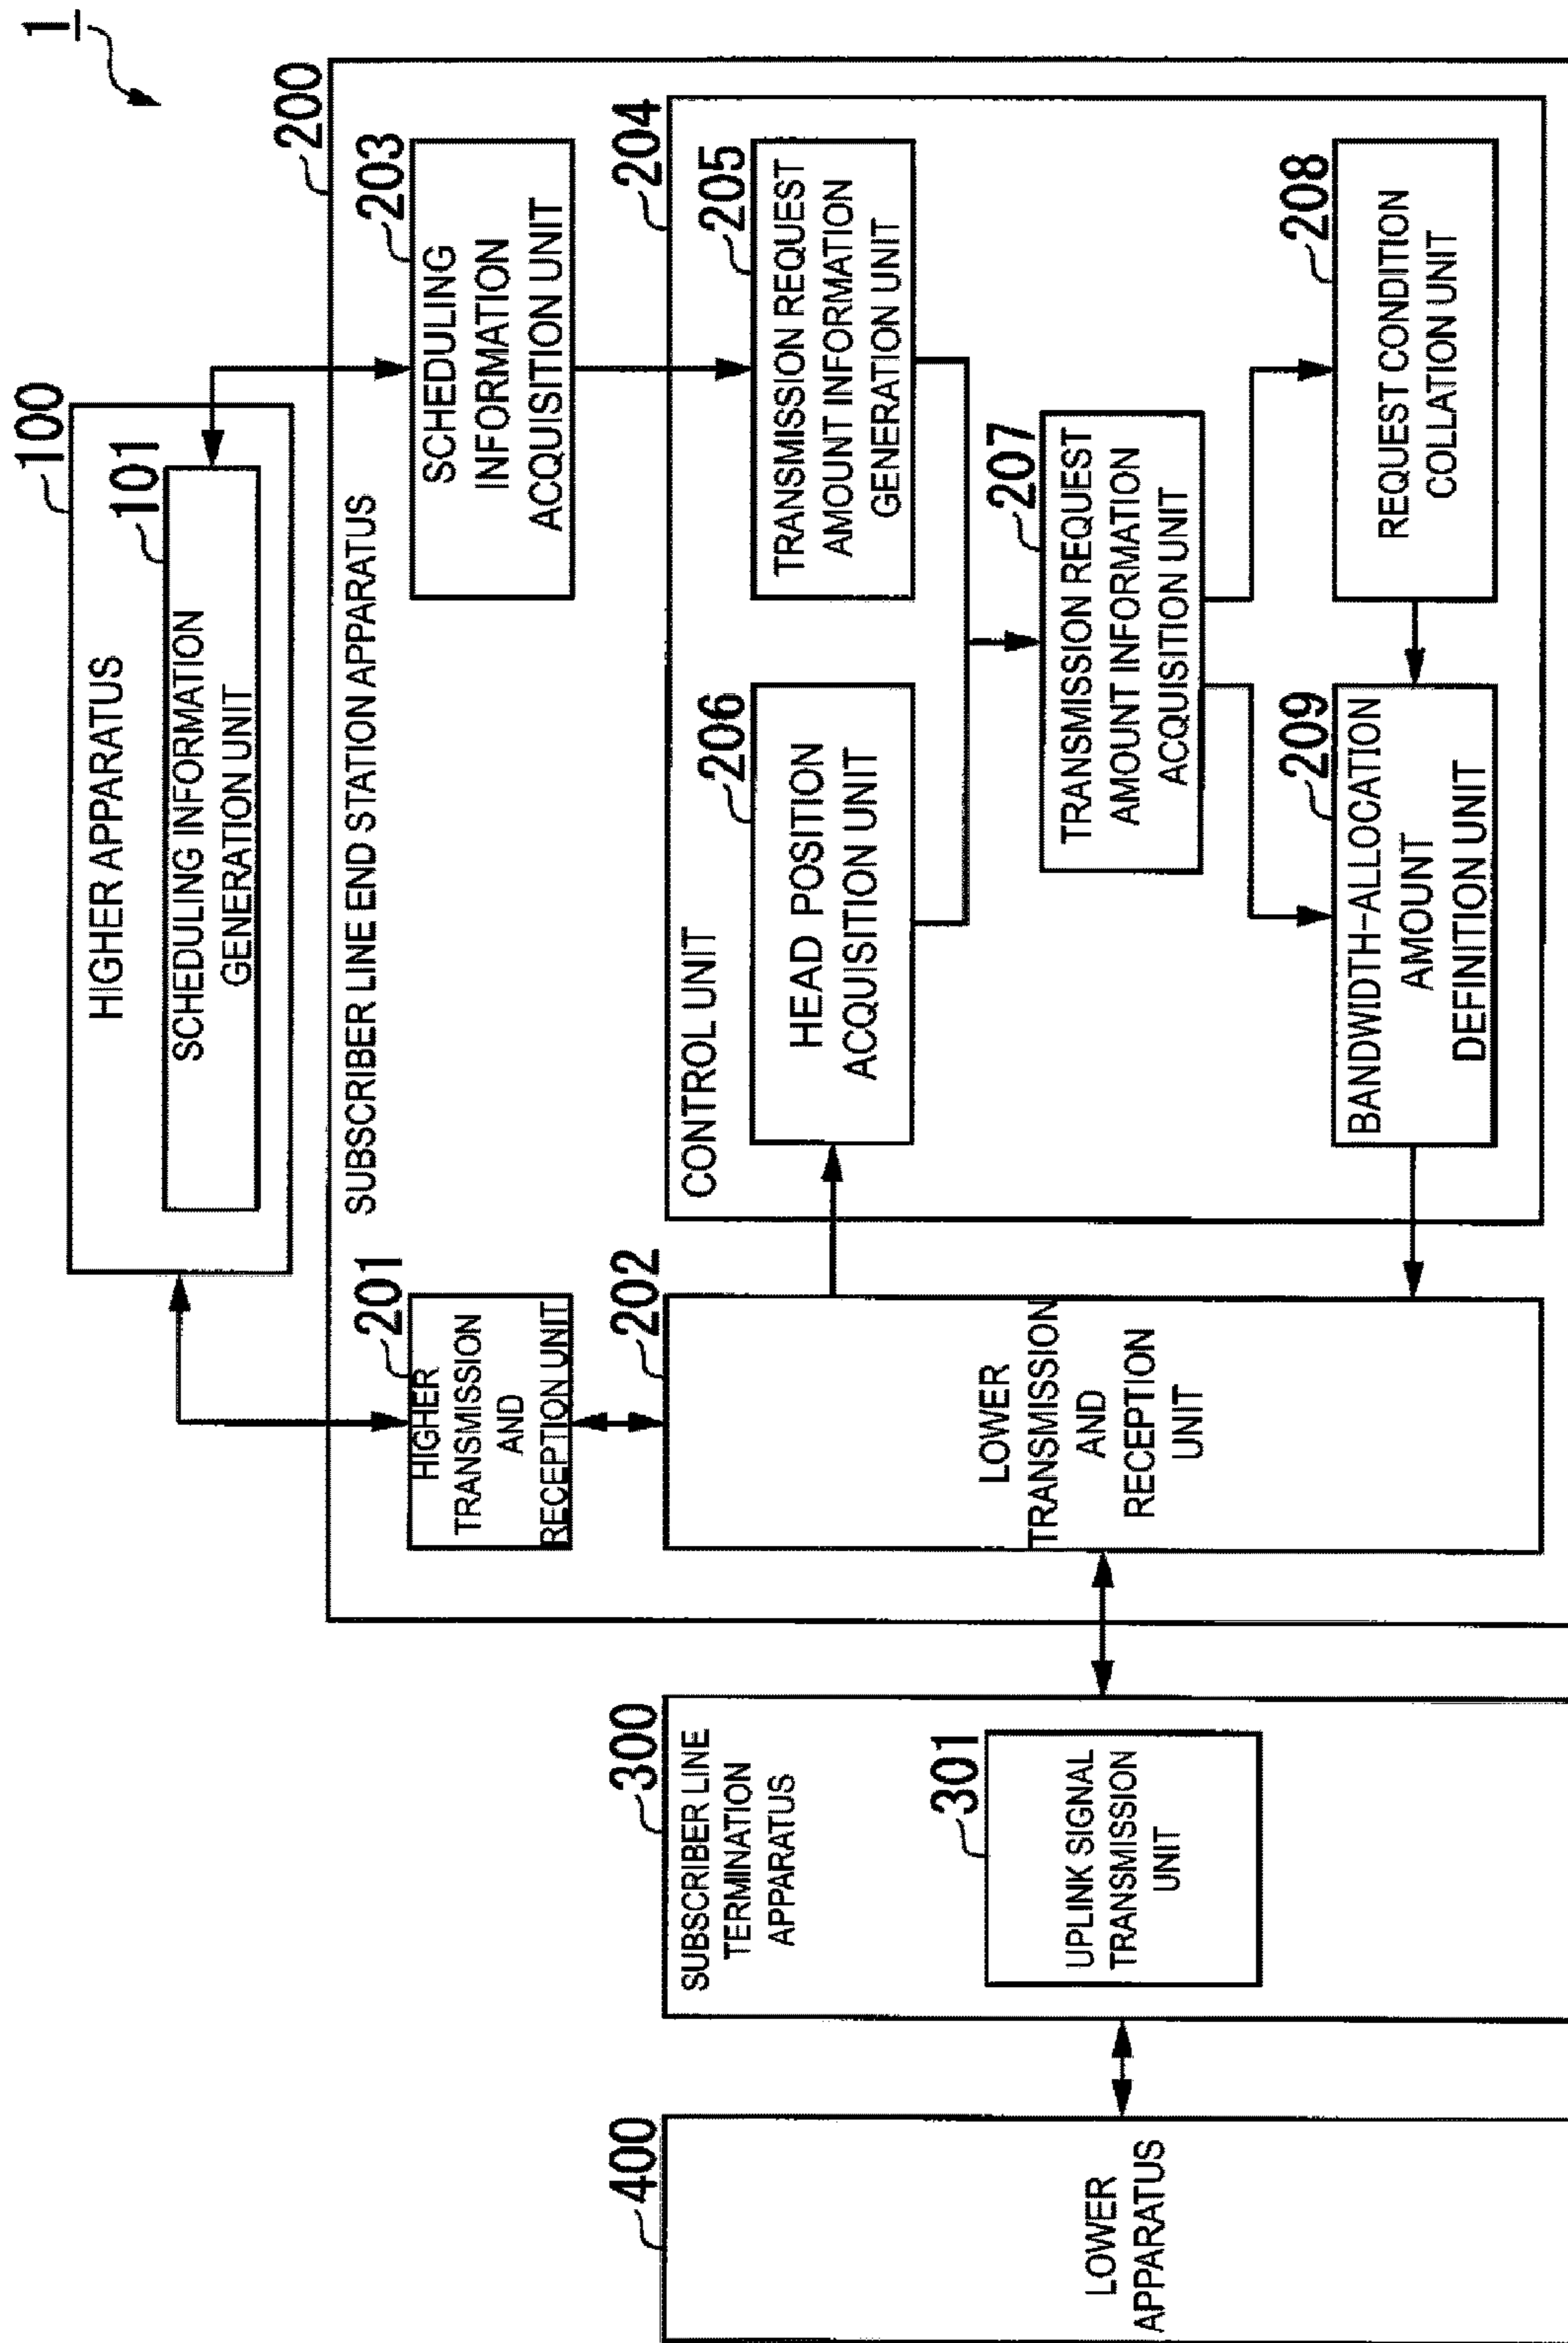 1
100
HIGHER APPARATUS
101
SCHEDULING INFORMATION
GENERATION UNIT
200
SUBSCRIBER LINE END STATION APPARATUS
201
HIGHER
TRANSMISSION
AND
RECEPTION UNIT
203
SCHEDULING
INFORMATION
ACQUISITION UNIT
202
LOWER
TRANSMISSION
AND
RECEPTION
UNIT
204
CONTROL UNIT
206
HEAD POSITION
ACQUISITION UNIT
205
TRANSMISSION REQUEST
AMOUNT INFORMATION
GENERATION UNIT
207
TRANSMISSION REQUEST
AMOUNT INFORMATION
ACQUISITION UNIT
209
BANDWIDTH-ALLOCATION
AMOUNT
DEFINITION UNIT
208
REQUEST CONDITION
COLLATION UNIT
300
SUBSCRIBER LINE
TERMINATION
APPARATUS
301
UPLINK SIGNAL
TRANSMISSION
UNIT
400
LOWER
APPARATUS